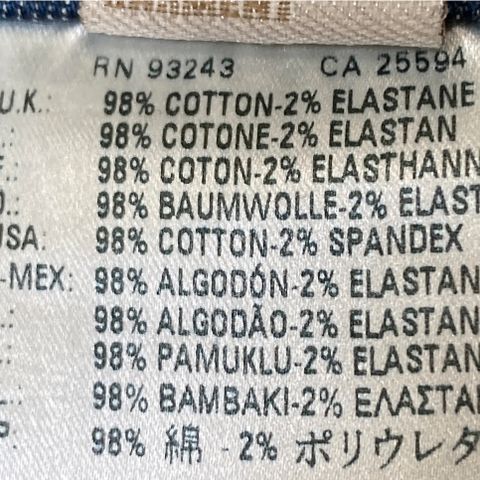 RN 93243 CA 25594
U.K.: 98% COTTON-2% ELASTANE
.: 98% COTONE-2% ELASTAN
98% COTON-2% ELASTHANN
.: 98% BAUMWOLLE-2% ELAST
USA: 98% COTTON-2% SPANDEX
-MEX: 98% ALGODÓN-2% ELASTAN
.: 98% ALGODÃO-2% ELASTAN
.: 98% PAMUKLU-2% ELASTAN
.: 98% BAMBAKI-2% ΕΛΑΣΤΑ
98% 綿 -2% ポリウレタ